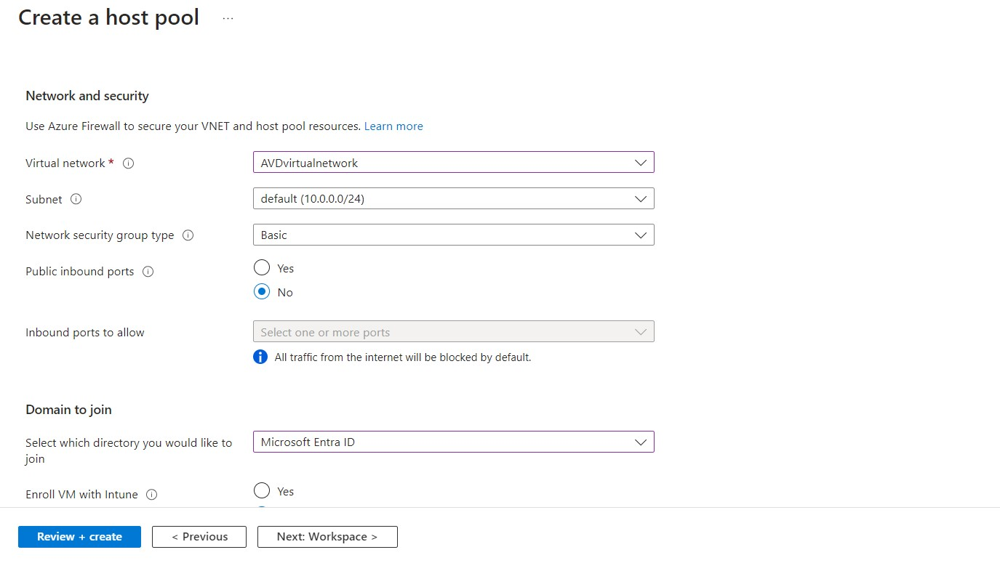 Create a host pool ...
Network and security
Use Azure Firewall to secure your VNET and host pool resources. Learn more
Virtual network * AVDvirtualnetwork
Subnet default (10.0.0.0/24)
Network security group type Basic
Public inbound ports Yes
No
Inbound ports to allow Select one or more ports
All traffic from the internet will be blocked by default.
Domain to join
Select which directory you would like to Microsoft Entra ID
join
Enroll VM with Intune Yes
Review + create < Previous Next: Workspace >